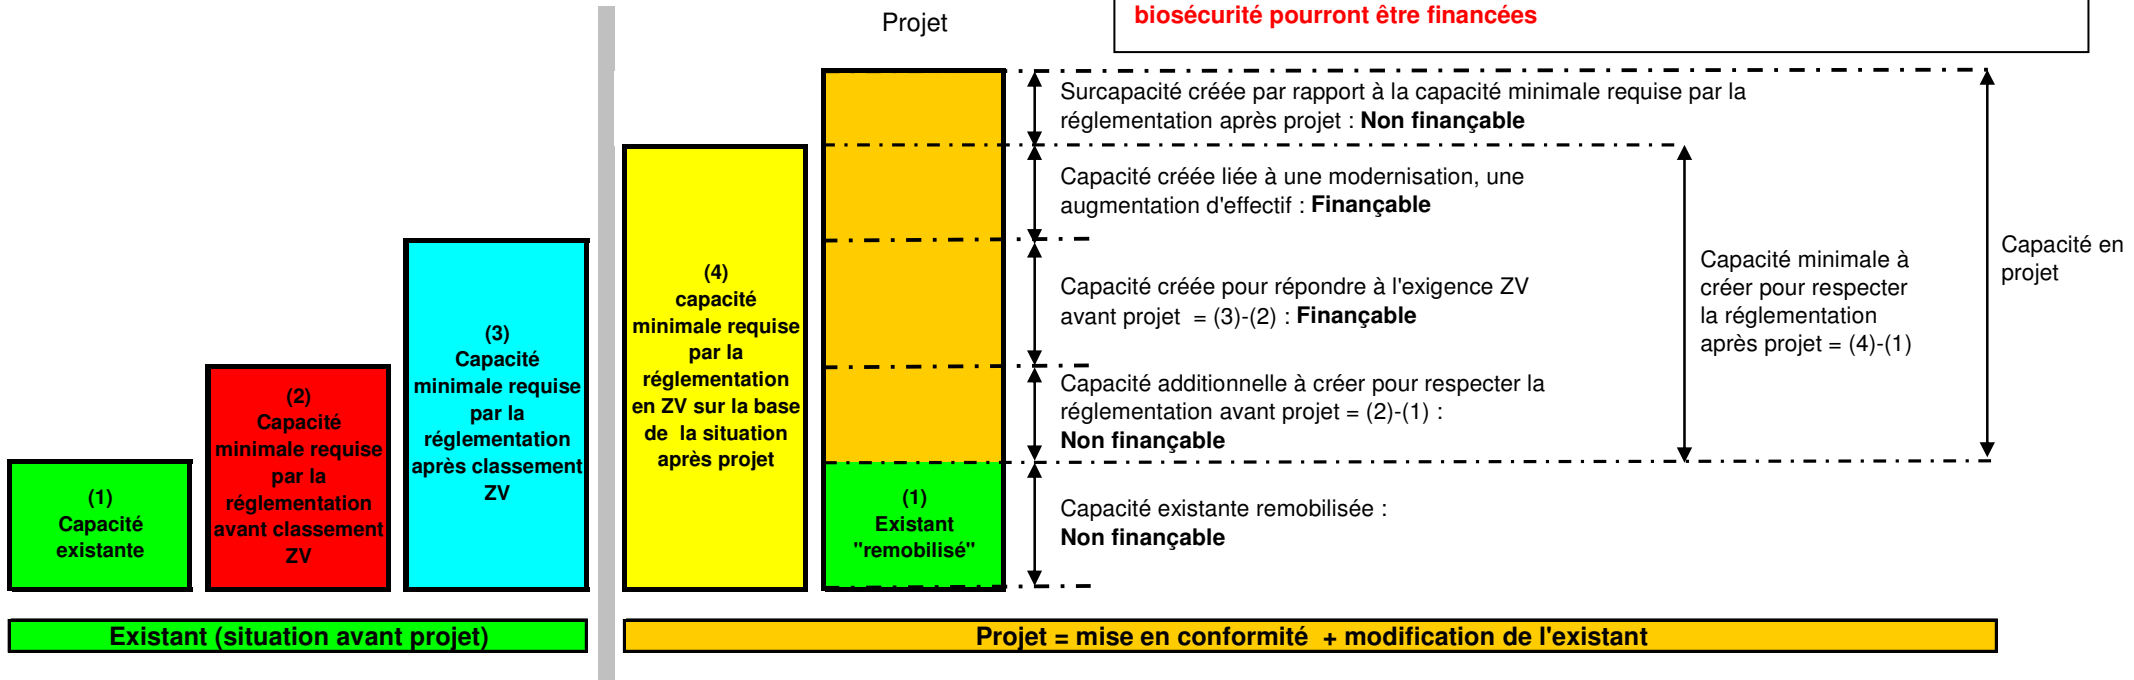 biosécurité pourront être financées
Projet
Surcapacité créée par rapport à la capacité minimale requise par la
réglementation après projet : Non finançable
Capacité créée liée à une modernisation, une
augmentation d'effectif : Finançable
Capacité créée pour répondre à l'exigence ZV
avant projet = (3)-(2) : Finançable
Capacité additionnelle à créer pour respecter la
réglementation avant projet = (2)-(1) :
Non finançable
Capacité existante remobilisée :
Non finançable
Capacité minimale à
créer pour respecter
la réglementation
après projet = (4)-(1)
Capacité en
projet
(1)
Capacité
existante
(2)
Capacité
minimale requise
par la
réglementation
avant classement
ZV
(3)
Capacité
minimale requise
par la
réglementation
après classement
ZV
(4)
capacité
minimale requise
par la
réglementation
en ZV sur la base
de la situation
après projet
(1)
Existant
"remobilisé"
Existant (situation avant projet)
Projet = mise en conformité + modification de l'existant